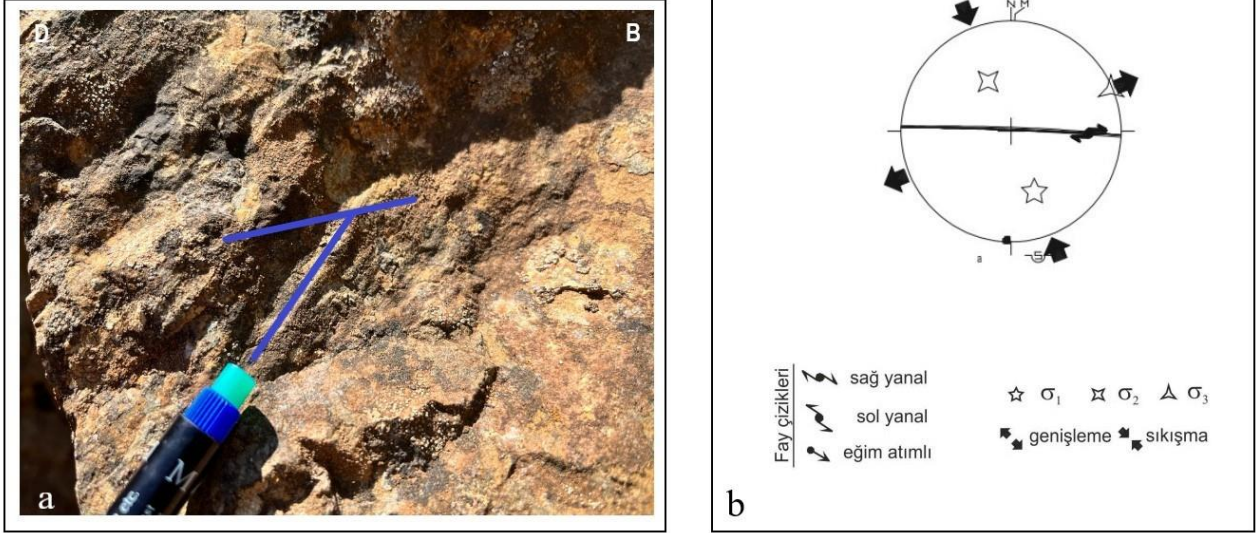 D
B
M
a
N M
a
S
Fay çizikleri
sağ yanal
sol yanal
eğim atımlı
σ1
σ2
σ3
genişleme
sıkışma
b